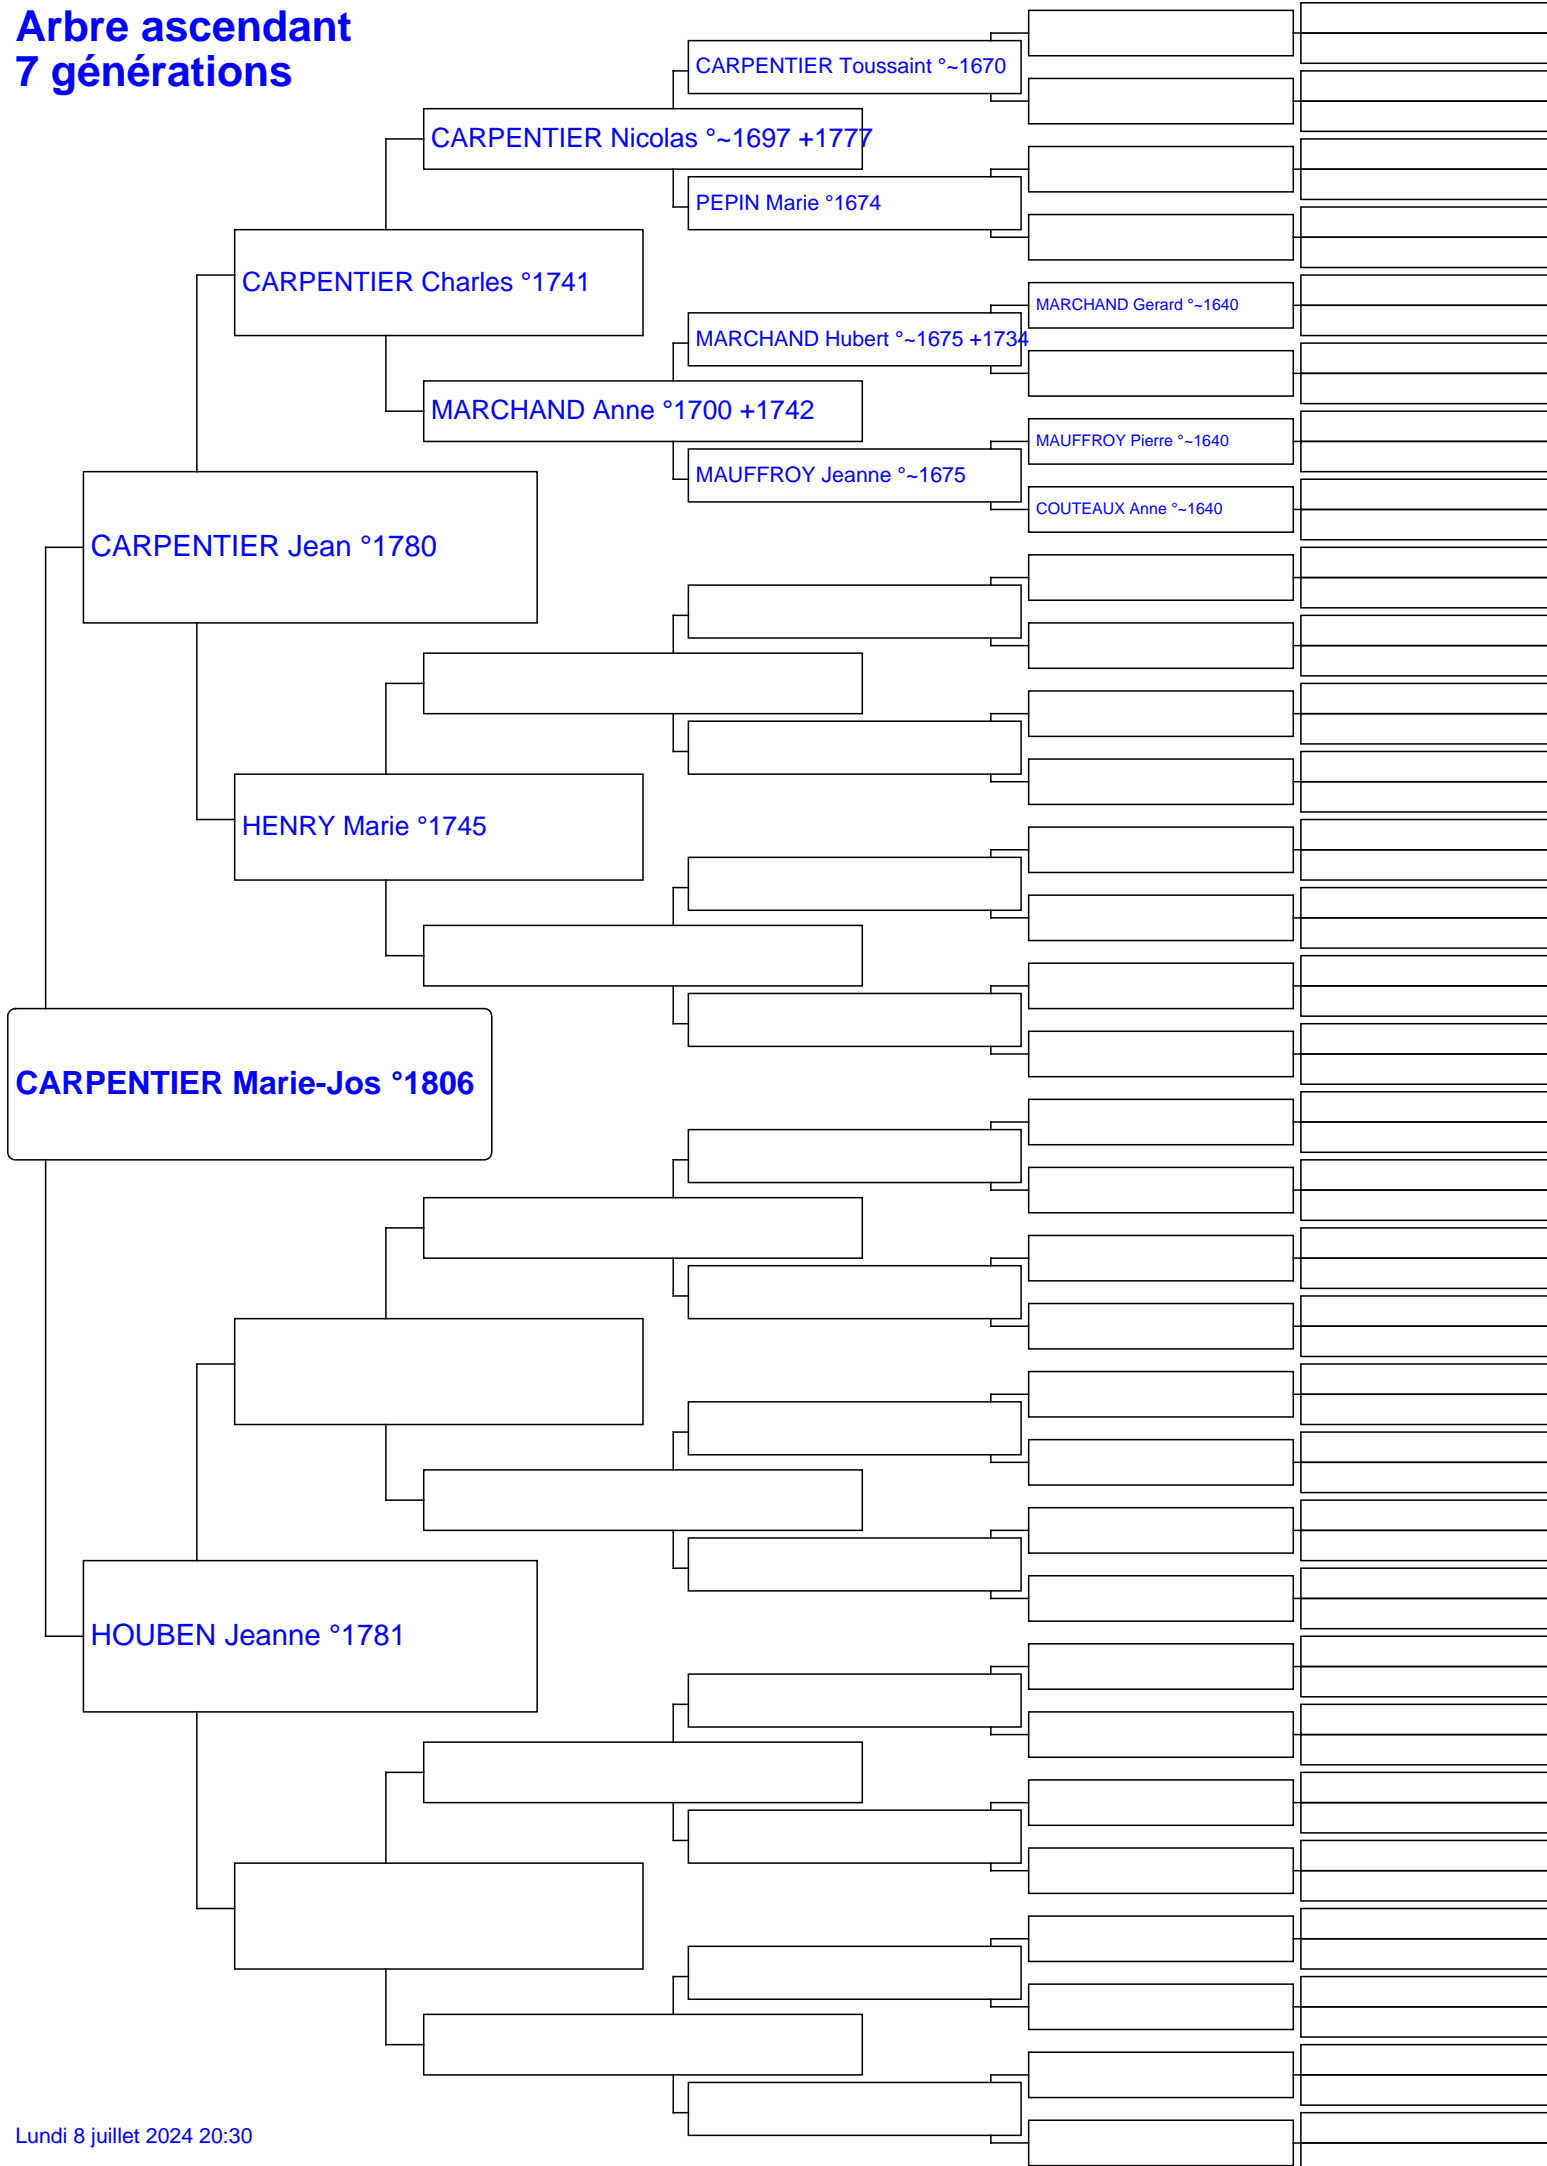 Arbre ascendant
7 générations
CARPENTIER Toussaint °~1670
CARPENTIER Nicolas °~1697 +1777
PEPIN Marie °1674
CARPENTIER Charles °1741
MARCHAND Gerard °~1640
MARCHAND Hubert °~1675 +1734
MARCHAND Anne °1700 +1742
MAUFFROY Pierre °~1640
MAUFFROY Jeanne °~1675
COUTEAUX Anne °~1640
CARPENTIER Jean °1780
HENRY Marie °1745
CARPENTIER Marie-Jos °1806
HOUBEN Jeanne °1781
Lundi 8 juillet 2024 20:30